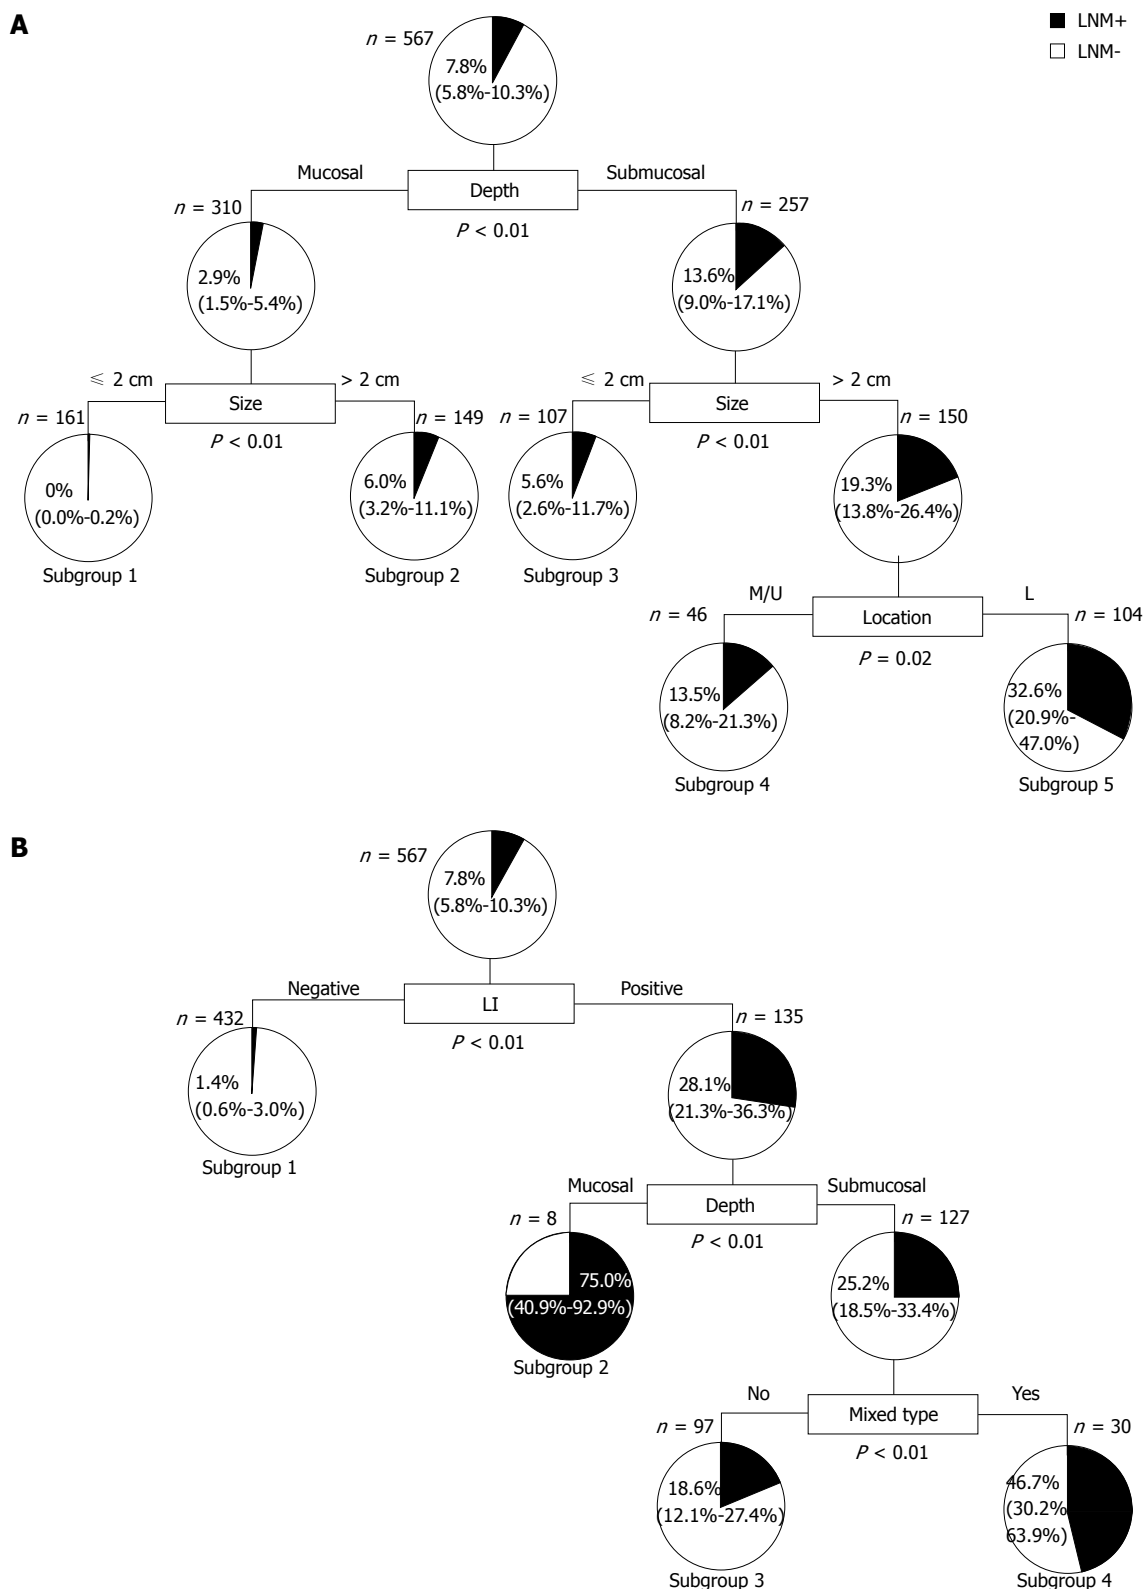 A
LNM+
LNM-
n = 567
7.8%
(5.8%-10.3%)
Mucosal
Depth
Submucosal
P < 0.01
n = 310
2.9%
(1.5%-5.4%)
n = 257
13.6%
(9.0%-17.1%)
≤ 2 cm
Size
> 2 cm
P < 0.01
≤ 2 cm
Size
> 2 cm
P < 0.01
n = 161
0%
(0.0%-0.2%)
Subgroup 1
n = 149
6.0%
(3.2%-11.1%)
Subgroup 2
n = 107
5.6%
(2.6%-11.7%)
Subgroup 3
n = 150
19.3%
(13.8%-26.4%)
M/U
Location
L
P = 0.02
n = 46
13.5%
(8.2%-21.3%)
Subgroup 4
n = 104
32.6%
(20.9%-
47.0%)
Subgroup 5
B
n = 567
7.8%
(5.8%-10.3%)
Negative
LI
Positive
P < 0.01
n = 432
1.4%
(0.6%-3.0%)
Subgroup 1
n = 135
28.1%
(21.3%-36.3%)
Mucosal
Depth
Submucosal
P < 0.01
n = 8
75.0%
(40.9%-92.9%)
Subgroup 2
n = 127
25.2%
(18.5%-33.4%)
No
Mixed type
Yes
P < 0.01
n = 97
18.6%
(12.1%-27.4%)
Subgroup 3
n = 30
46.7%
(30.2%
63.9%)
Subgroup 4